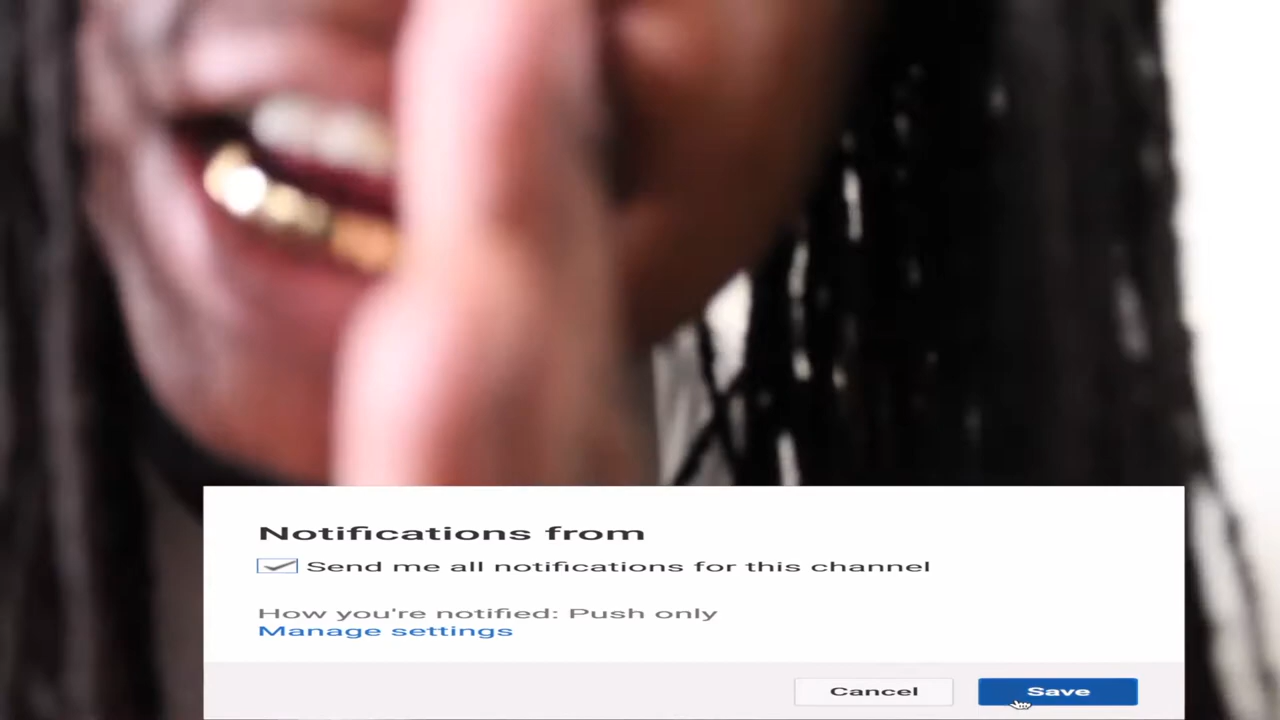 Notifications from
Send me all notifications for this channel
How you're notified: Push only
Manage settings
Cancel
Save